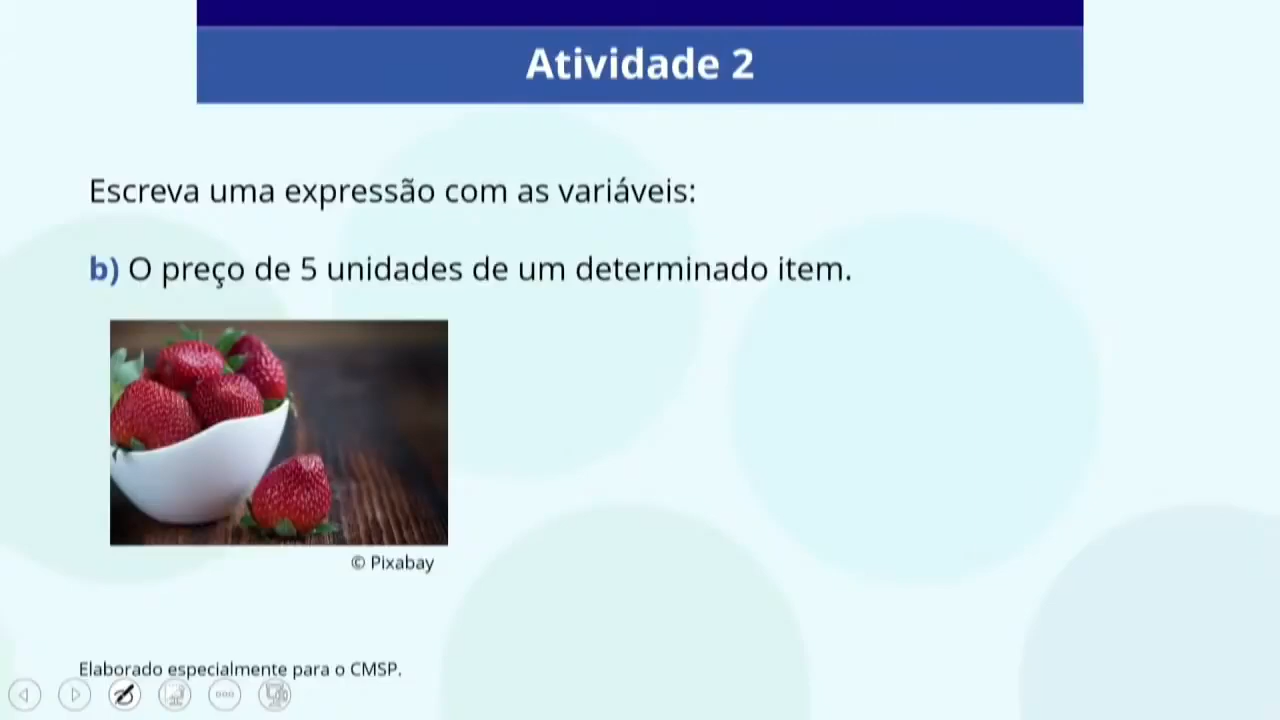 Atividade 2
Escreva uma expressão com as variáveis:
b) O preço de 5 unidades de um determinado item.
© Pixabay
Elaborado especialmente para o CMSP.